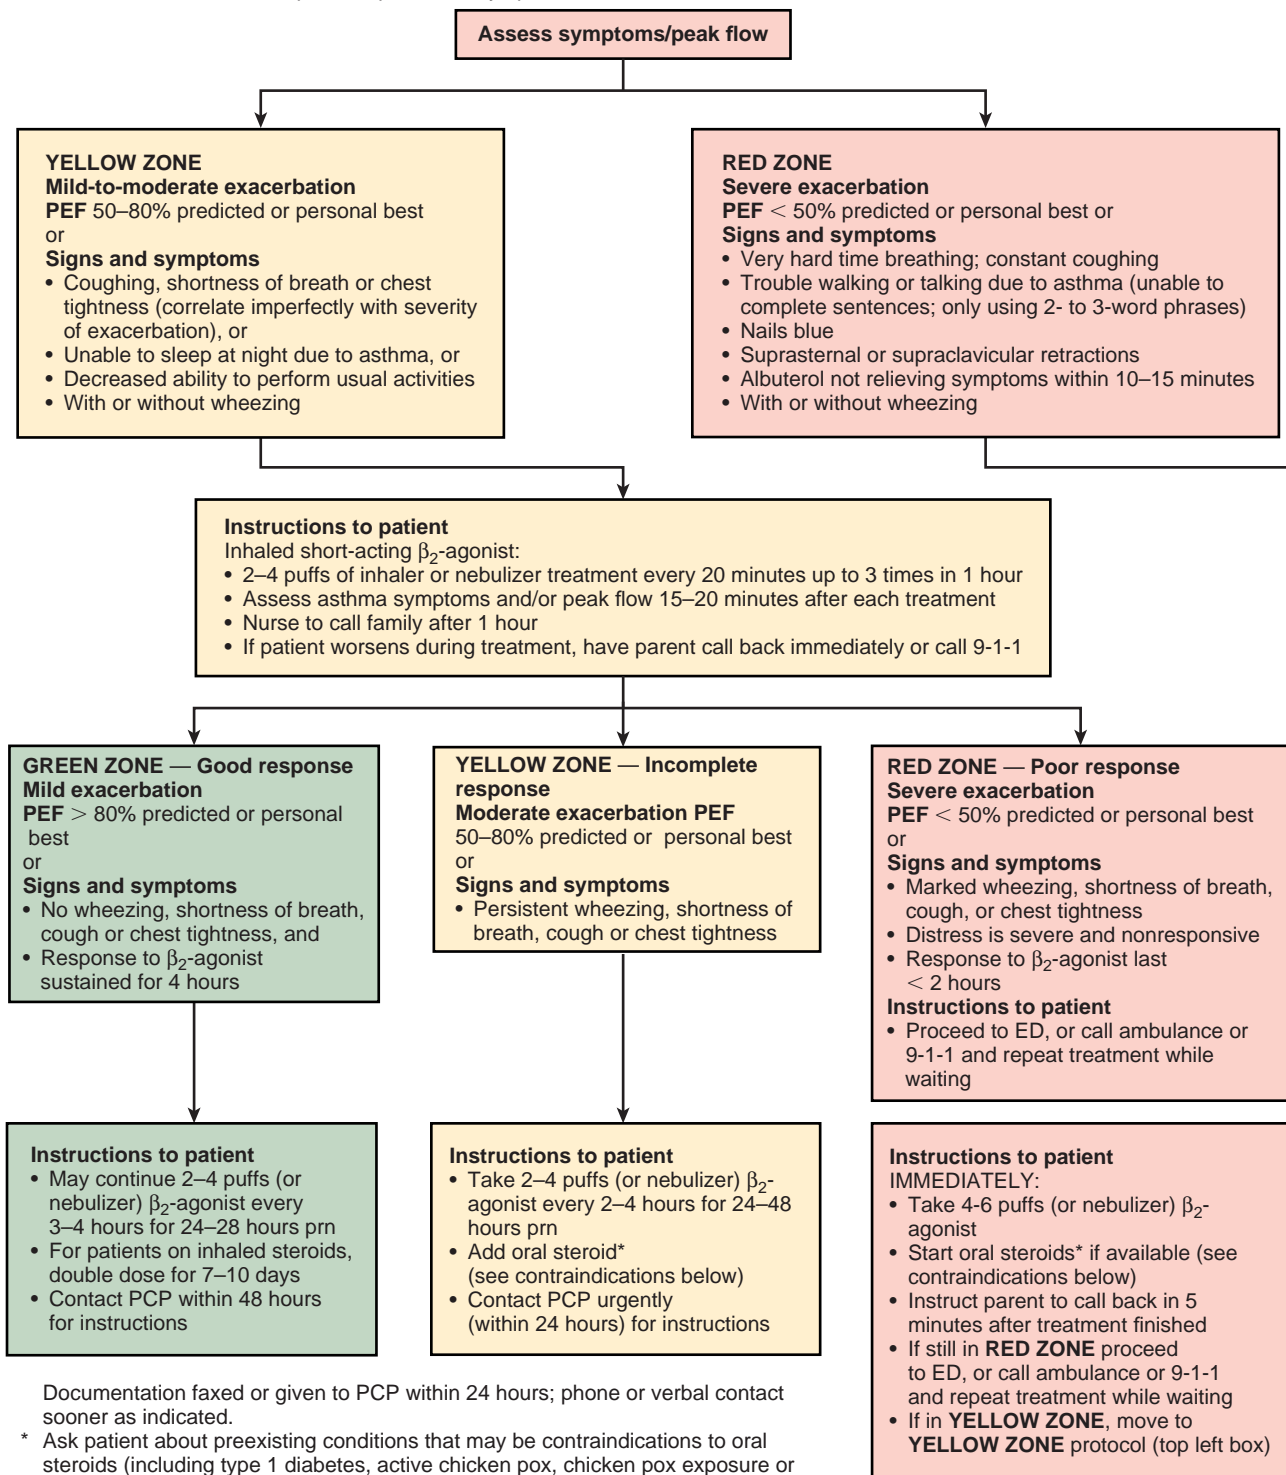 Assess symptoms/peak flow
YELLOW ZONE
Mild-to-moderate exacerbation
PEF 50–80% predicted or personal best
or
Signs and symptoms
• Coughing, shortness of breath or chest
tightness (correlate imperfectly with severity
of exacerbation), or
• Unable to sleep at night due to asthma, or
• Decreased ability to perform usual activities
• With or without wheezing
RED ZONE
Severe exacerbation
PEF < 50% predicted or personal best or
Signs and symptoms
• Very hard time breathing; constant coughing
• Trouble walking or talking due to asthma (unable to
complete sentences; only using 2- to 3-word phrases)
• Nails blue
• Suprasternal or supraclavicular retractions
• Albuterol not relieving symptoms within 10–15 minutes
• With or without wheezing
Instructions to patient
Inhaled short-acting β₂-agonist:
• 2–4 puffs of inhaler or nebulizer treatment every 20 minutes up to 3 times in 1 hour
• Assess asthma symptoms and/or peak flow 15–20 minutes after each treatment
• Nurse to call family after 1 hour
• If patient worsens during treatment, have parent call back immediately or call 9-1-1
GREEN ZONE — Good response
Mild exacerbation
PEF > 80% predicted or personal
best
or
Signs and symptoms
• No wheezing, shortness of breath,
cough or chest tightness, and
• Response to β₂-agonist
sustained for 4 hours
YELLOW ZONE — Incomplete
response
Moderate exacerbation PEF
50–80% predicted or personal best
or
Signs and symptoms
• Persistent wheezing, shortness of
breath, cough or chest tightness
RED ZONE — Poor response
Severe exacerbation
PEF < 50% predicted or personal best
or
Signs and symptoms
• Marked wheezing, shortness of breath,
cough, or chest tightness
• Distress is severe and nonresponsive
• Response to β₂-agonist last
< 2 hours
Instructions to patient
• Proceed to ED, or call ambulance or
9-1-1 and repeat treatment while
waiting
Instructions to patient
• May continue 2–4 puffs (or
nebulizer) β₂-agonist every
3–4 hours for 24–28 hours prn
• For patients on inhaled steroids,
double dose for 7–10 days
• Contact PCP within 48 hours
for instructions
Instructions to patient
• Take 2–4 puffs (or nebulizer) β₂-
agonist every 2–4 hours for 24–48
hours prn
• Add oral steroid*
(see contraindications below)
• Contact PCP urgently
(within 24 hours) for instructions
Instructions to patient
IMMEDIATELY:
• Take 4-6 puffs (or nebulizer) β₂-
agonist
• Start oral steroids* if available (see
contraindications below)
• Instruct parent to call back in 5
minutes after treatment finished
• If still in RED ZONE proceed
to ED, or call ambulance or 9-1-1
and repeat treatment while waiting
• If in YELLOW ZONE, move to
YELLOW ZONE protocol (top left box)
Documentation faxed or given to PCP within 24 hours; phone or verbal contact
sooner as indicated.
* Ask patient about preexisting conditions that may be contraindications to oral
steroids (including type 1 diabetes, active chicken pox, chicken pox exposure or